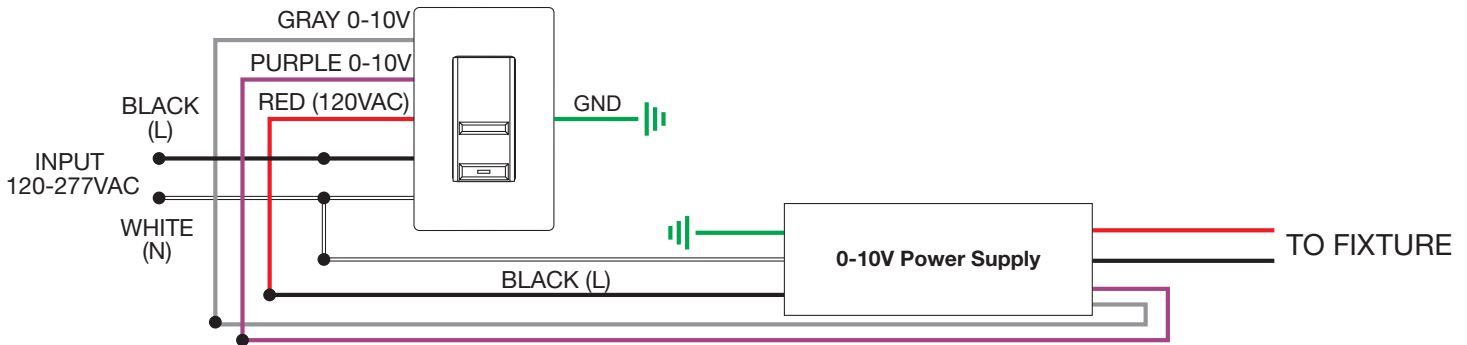 GRAY 0-10V
PURPLE 0-10V
RED (120VAC)
BLACK
(L)
INPUT
120-277VAC
WHITE
(N)
GND
0-10V Power Supply
TO FIXTURE
BLACK (L)